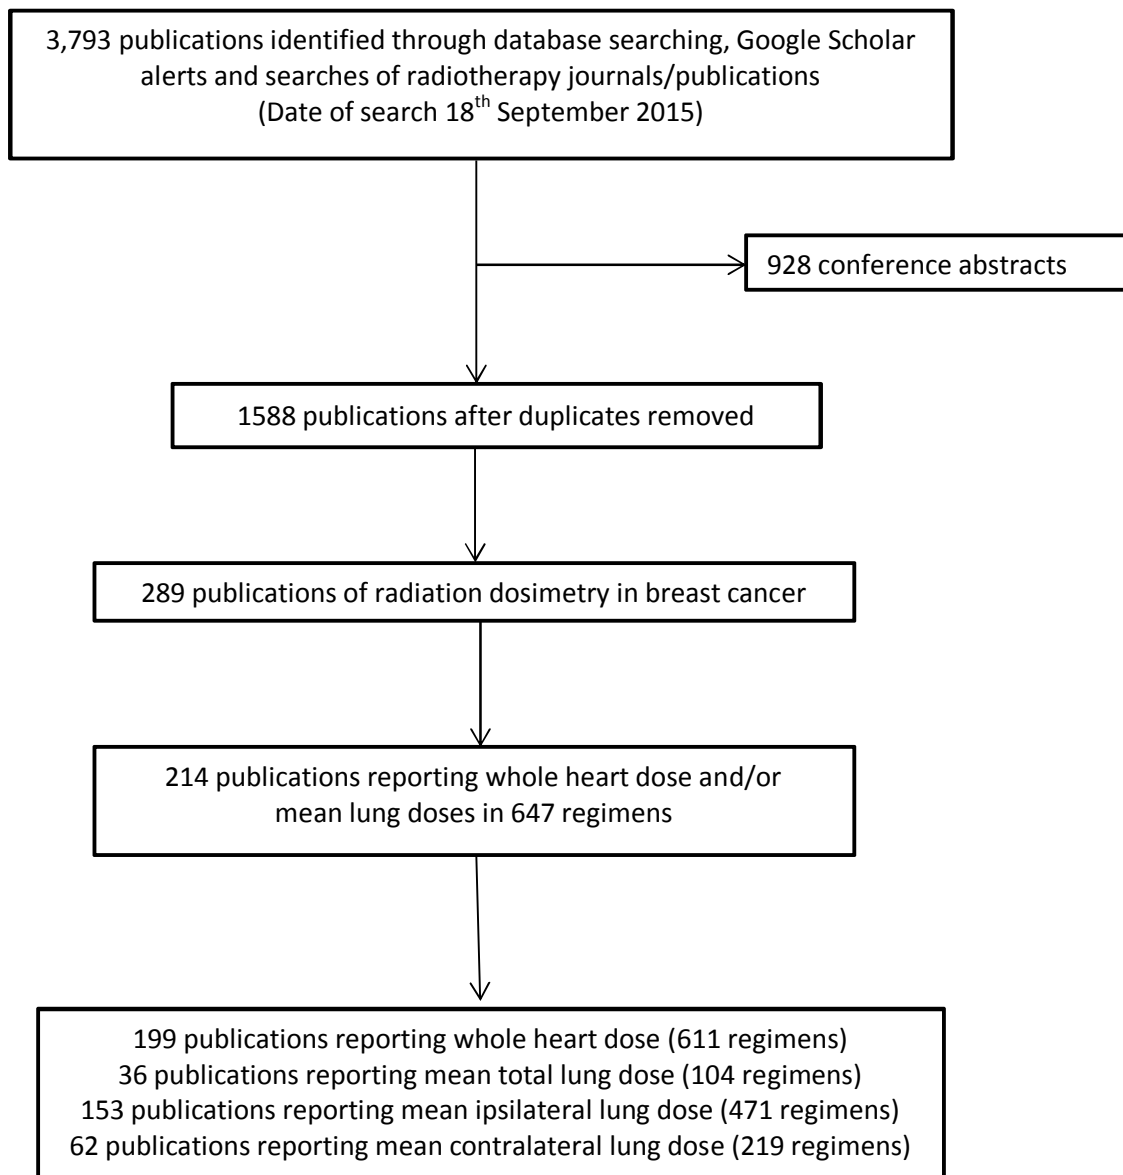 3,793 publications identified through database searching, Google Scholar
alerts and searches of radiotherapy journals/publications
(Date of search 18th September 2015)
928 conference abstracts
1588 publications after duplicates removed
289 publications of radiation dosimetry in breast cancer
214 publications reporting whole heart dose and/or
mean lung doses in 647 regimens
199 publications reporting whole heart dose (611 regimens)
36 publications reporting mean total lung dose (104 regimens)
153 publications reporting mean ipsilateral lung dose (471 regimens)
62 publications reporting mean contralateral lung dose (219 regimens)